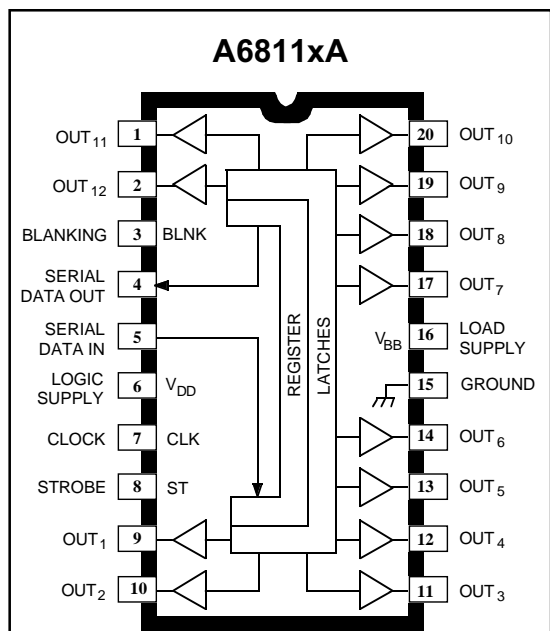 A6811xA
OUT11 1
OUT12 2
BLANKING 3 BLNK
SERIAL
DATA OUT 4
SERIAL
DATA IN 5
LOGIC
SUPPLY 6 VDD
CLOCK 7 CLK
STROBE 8 ST
OUT1 9
OUT2 10
REGISTER
LATCHES
20 OUT10
19 OUT9
18 OUT8
17 OUT7
VBB 16 LOAD
SUPPLY
15 GROUND
14 OUT6
13 OUT5
12 OUT4
11 OUT3